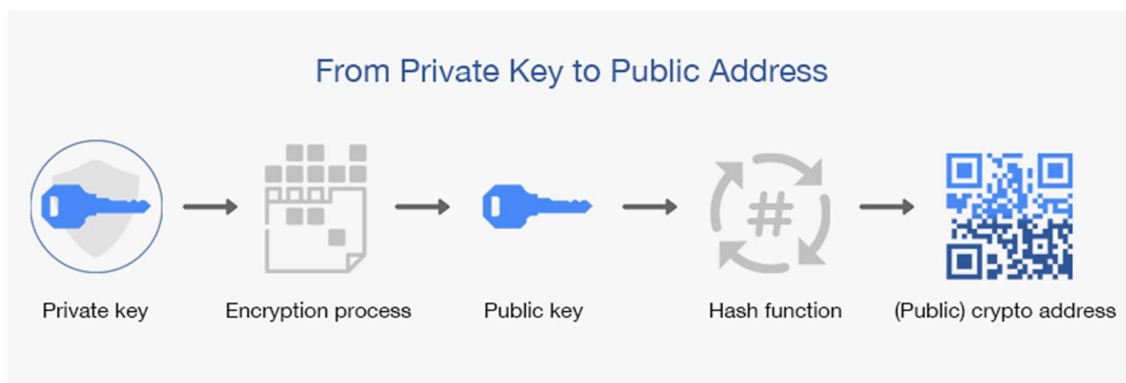 From Private Key to Public Address
#
Private key
Encryption process
Public key
Hash function
(Public) crypto address